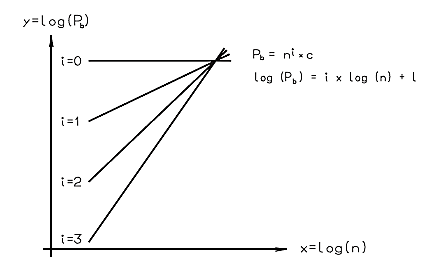 y=log(Pb)
i=0
Pb = n^i × c
log (Pb) = i x log (n) + l
i=1
i=2
i=3
x=log(n)